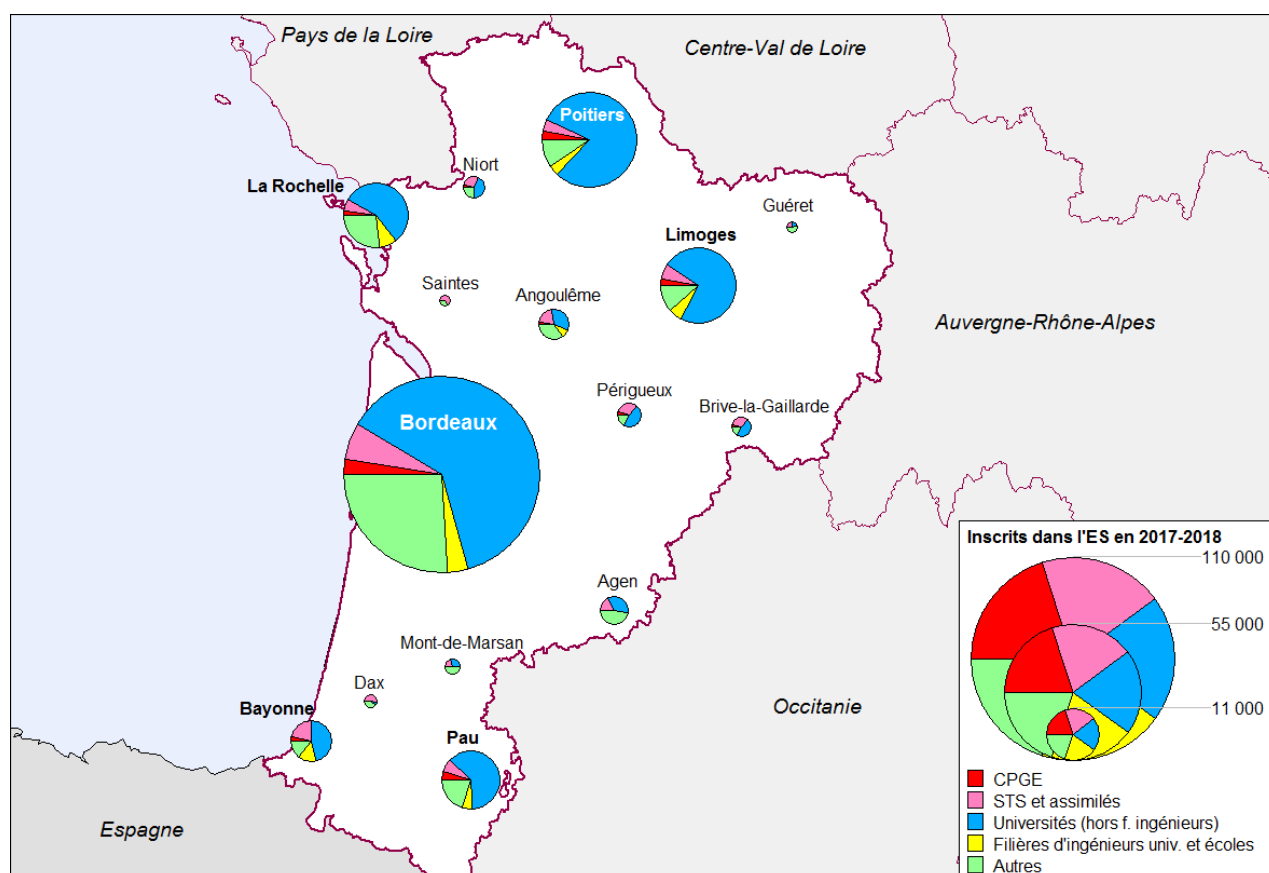 Pays de la Loire
Centre-Val de Loire
Poitiers
Niort
La Rochelle
Guéret
Limoges
Saintes
Angoulême
Auvergne-Rhône-Alpes
Périgueux
Brive-la-Gaillarde
Bordeaux
Agen
Mont-de-Marsan
Dax
Bayonne
Pau
Occitanie
Espagne
Inscrits dans l'ES en 2017-2018
110 000
55 000
11 000
CPGE
STS et assimilés
Universités (hors f. ingénieurs)
Filières d'ingénieurs univ. et écoles
Autres